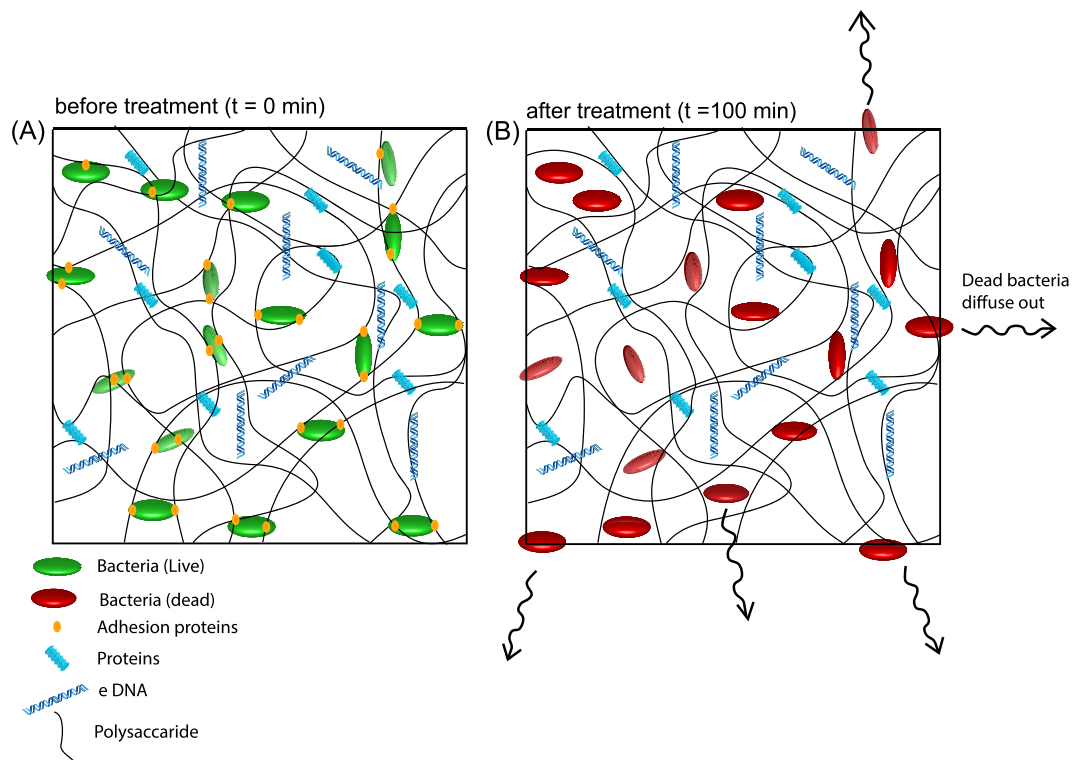 before treatment (t = 0 min)
(A)
after treatment (t =100 min)
(B)
Dead bacteria
diffuse out
Bacteria (Live)
Bacteria (dead)
Adhesion proteins
Proteins
e DNA
Polysaccaride